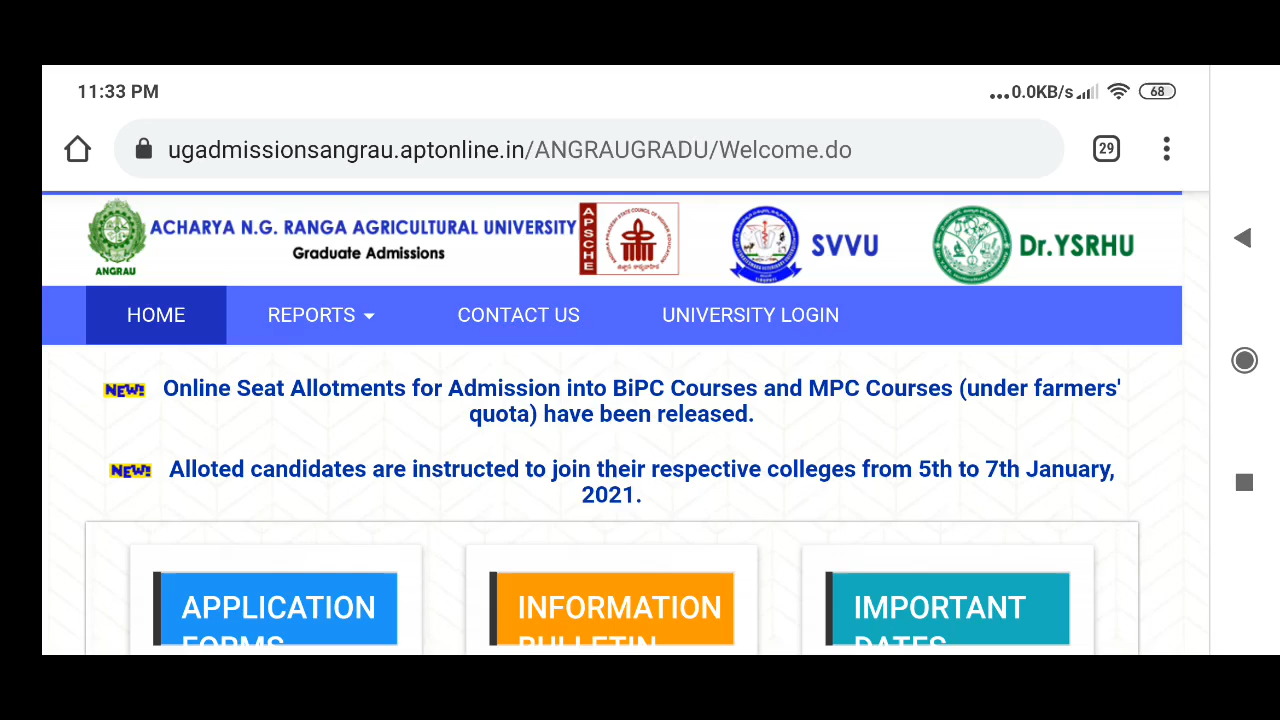 11:33 PM
...0.0KB/s
68
ugadmissionsangrau.aptonline.in/ANGRAUGRADU/Welcome.do
29
ANGRAU
ACHARYA N.G. RANGA AGRICULTURAL UNIVERSITY
Graduate Admissions
APSCHE
SVVU
Dr.YSRHU
HOME
REPORTS
CONTACT US
UNIVERSITY LOGIN
NEW! Online Seat Allotments for Admission into BiPC Courses and MPC Courses (under farmers'
quota) have been released.
NEW! Alloted candidates are instructed to join their respective colleges from 5th to 7th January,
2021.
APPLICATION
FORMS
INFORMATION
BULLETIN
IMPORTANT
DATES